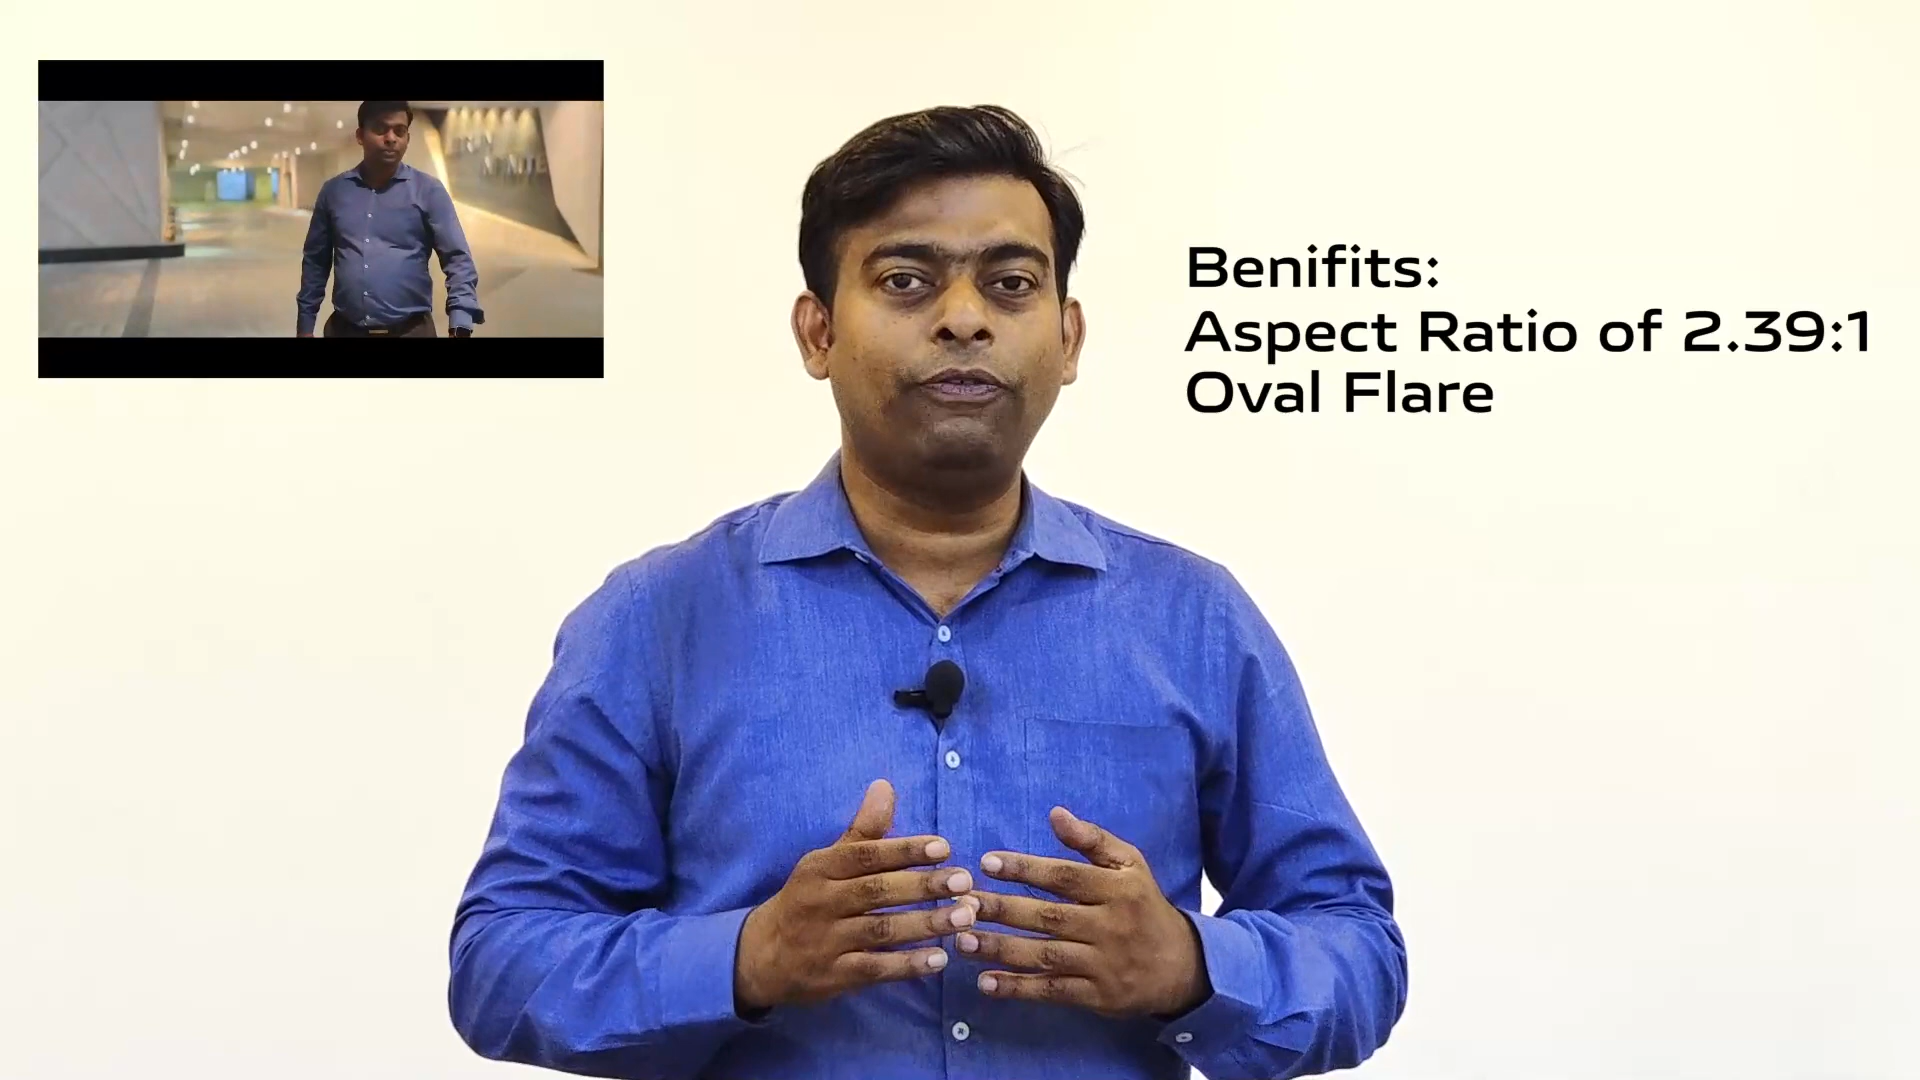 Benifits:
Aspect Ratio of 2.39:1
Oval Flare